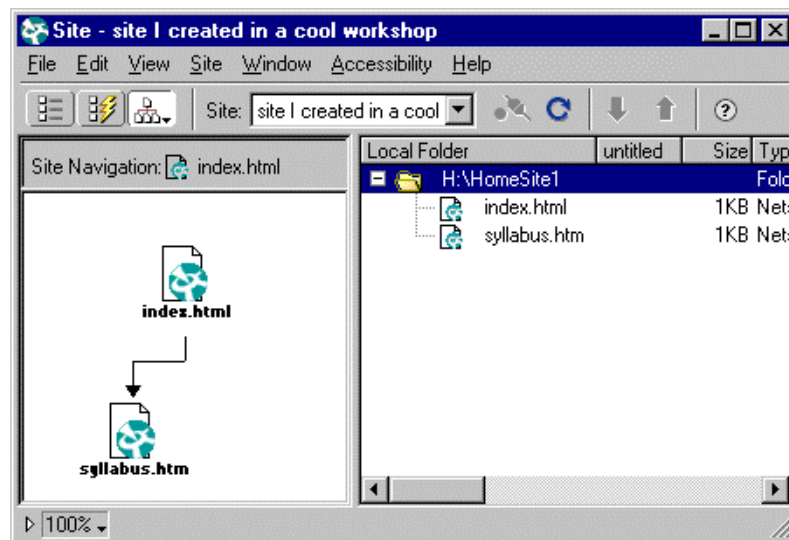 Site - site I created in a cool workshop
File Edit View Site Window Accessibility Help
Site: site I created in a cool
Site Navigation: index.html
Local Folder untitled Size Typ
H:\HomeSite1 Fold
index.html 1KB Net
syllabus.htm 1KB Net
index.html
syllabus.htm
100%